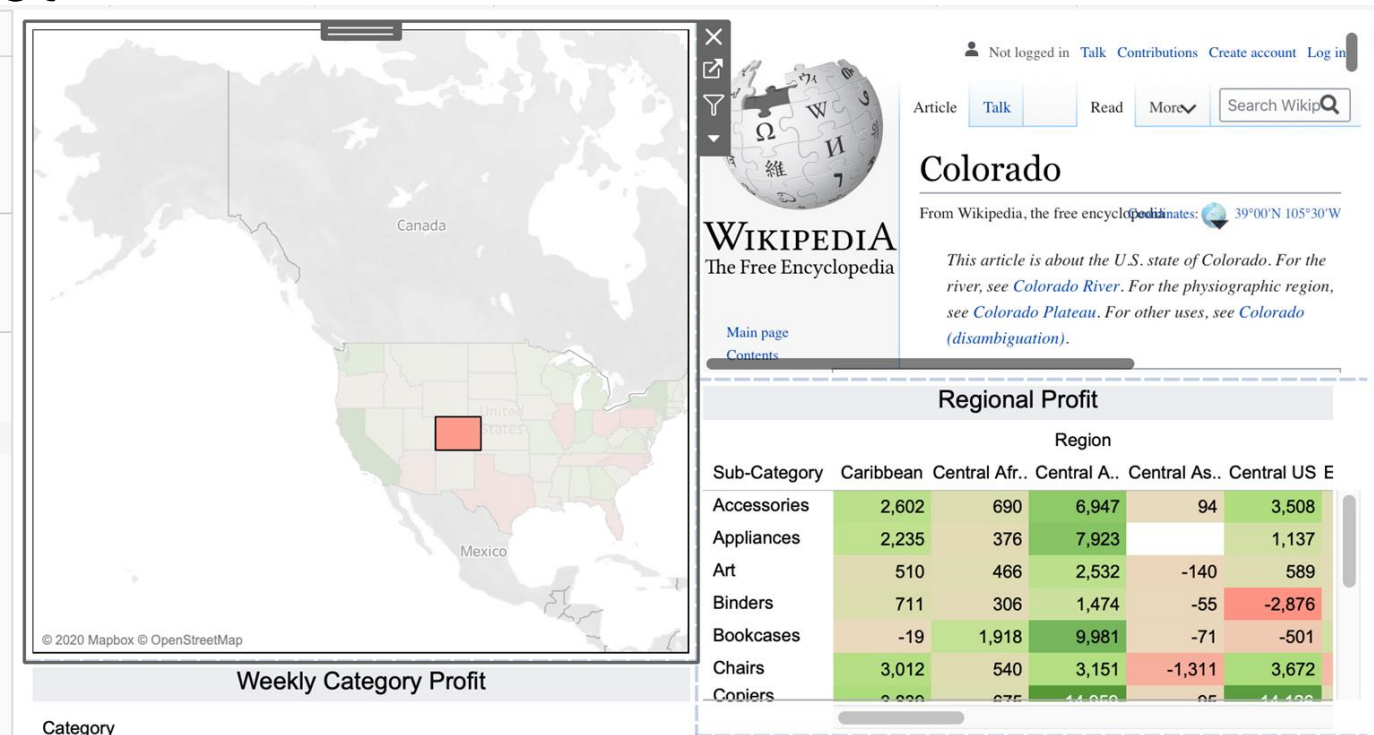 Canada
United
States
Mexico
© 2020 Mapbox © OpenStreetMap
Weekly Category Profit
Category
Ω
W
И
維
7
WIKIPEDIA
The Free Encyclopedia
Main page
Contents
Not logged in Talk Contributions Create account Log in
Article Talk Read More Search Wikip
Colorado
From Wikipedia, the free encyclopedia Coordinates: 39°00′N 105°30′W
This article is about the U.S. state of Colorado. For the
river, see Colorado River. For the physiographic region,
see Colorado Plateau. For other uses, see Colorado
(disambiguation).
Regional Profit
Region
Sub-Category Caribbean Central Afr.. Central A.. Central As.. Central US E
Accessories 2,602 690 6,947 94 3,508
Appliances 2,235 376 7,923 1,137
Art 510 466 2,532 -140 589
Binders 711 306 1,474 -55 -2,876
Bookcases -19 1,918 9,981 -71 -501
Chairs 3,012 540 3,151 -1,311 3,672
Copiers